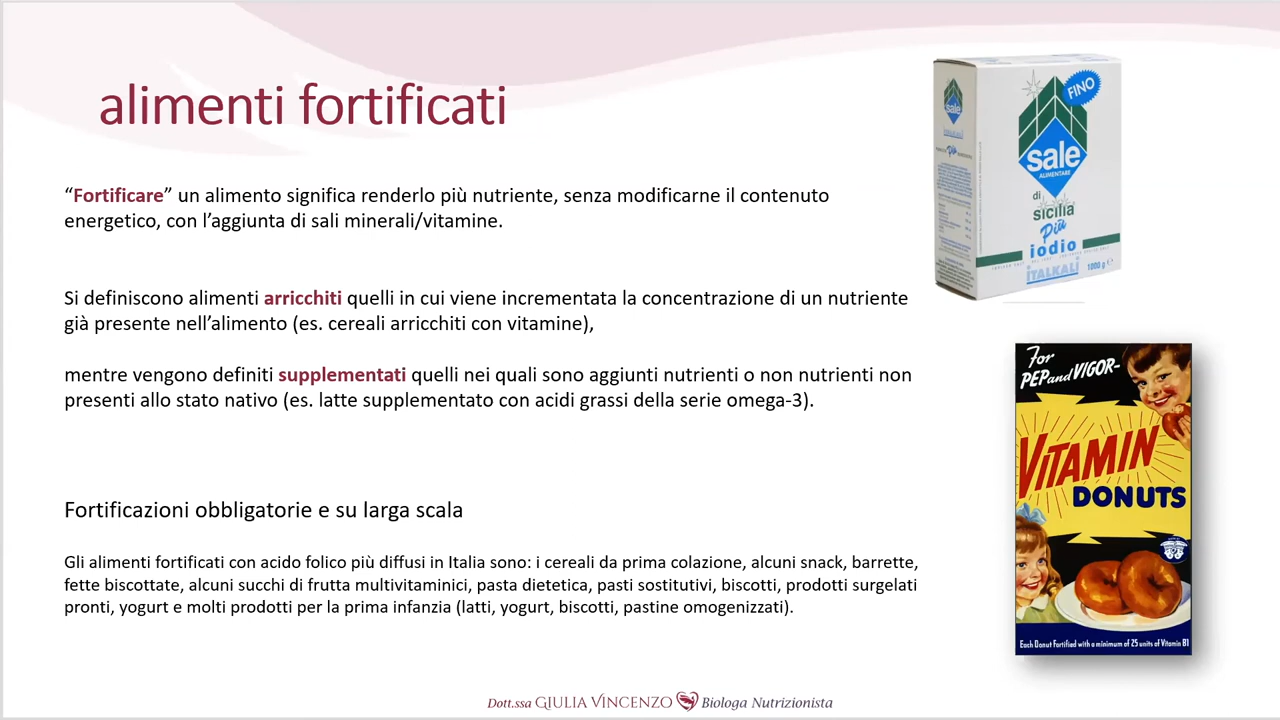 alimenti fortificati
“Fortificare” un alimento significa renderlo più nutriente, senza modificarne il contenuto
energetico, con l’aggiunta di sali minerali/vitamine.
Si definiscono alimenti arricchiti quelli in cui viene incrementata la concentrazione di un nutriente
già presente nell’alimento (es. cereali arricchiti con vitamine),
mentre vengono definiti supplementati quelli nei quali sono aggiunti nutrienti o non nutrienti non
presenti allo stato nativo (es. latte supplementato con acidi grassi della serie omega-3).
Fortificazioni obbligatorie e su larga scala
Gli alimenti fortificati con acido folico più diffusi in Italia sono: i cereali da prima colazione, alcuni snack, barrette,
fette biscottate, alcuni succhi di frutta multivitaminici, pasta dietetica, pasti sostitutivi, biscotti, prodotti surgelati
pronti, yogurt e molti prodotti per la prima infanzia (latti, yogurt, biscotti, pastine omogenizzati).
FINO
sale
ALIMENTARE
di
sicilia
Più
iodio
ITALKALI
1000 g e
sale
For
PEP and VIGOR-
VITAMIN
DONUTS
Each Donut Fortified with a minimum of 25 units of Vitamin B1
Dott.ssa GIULIA VINCENZO Biologa Nutrizionista